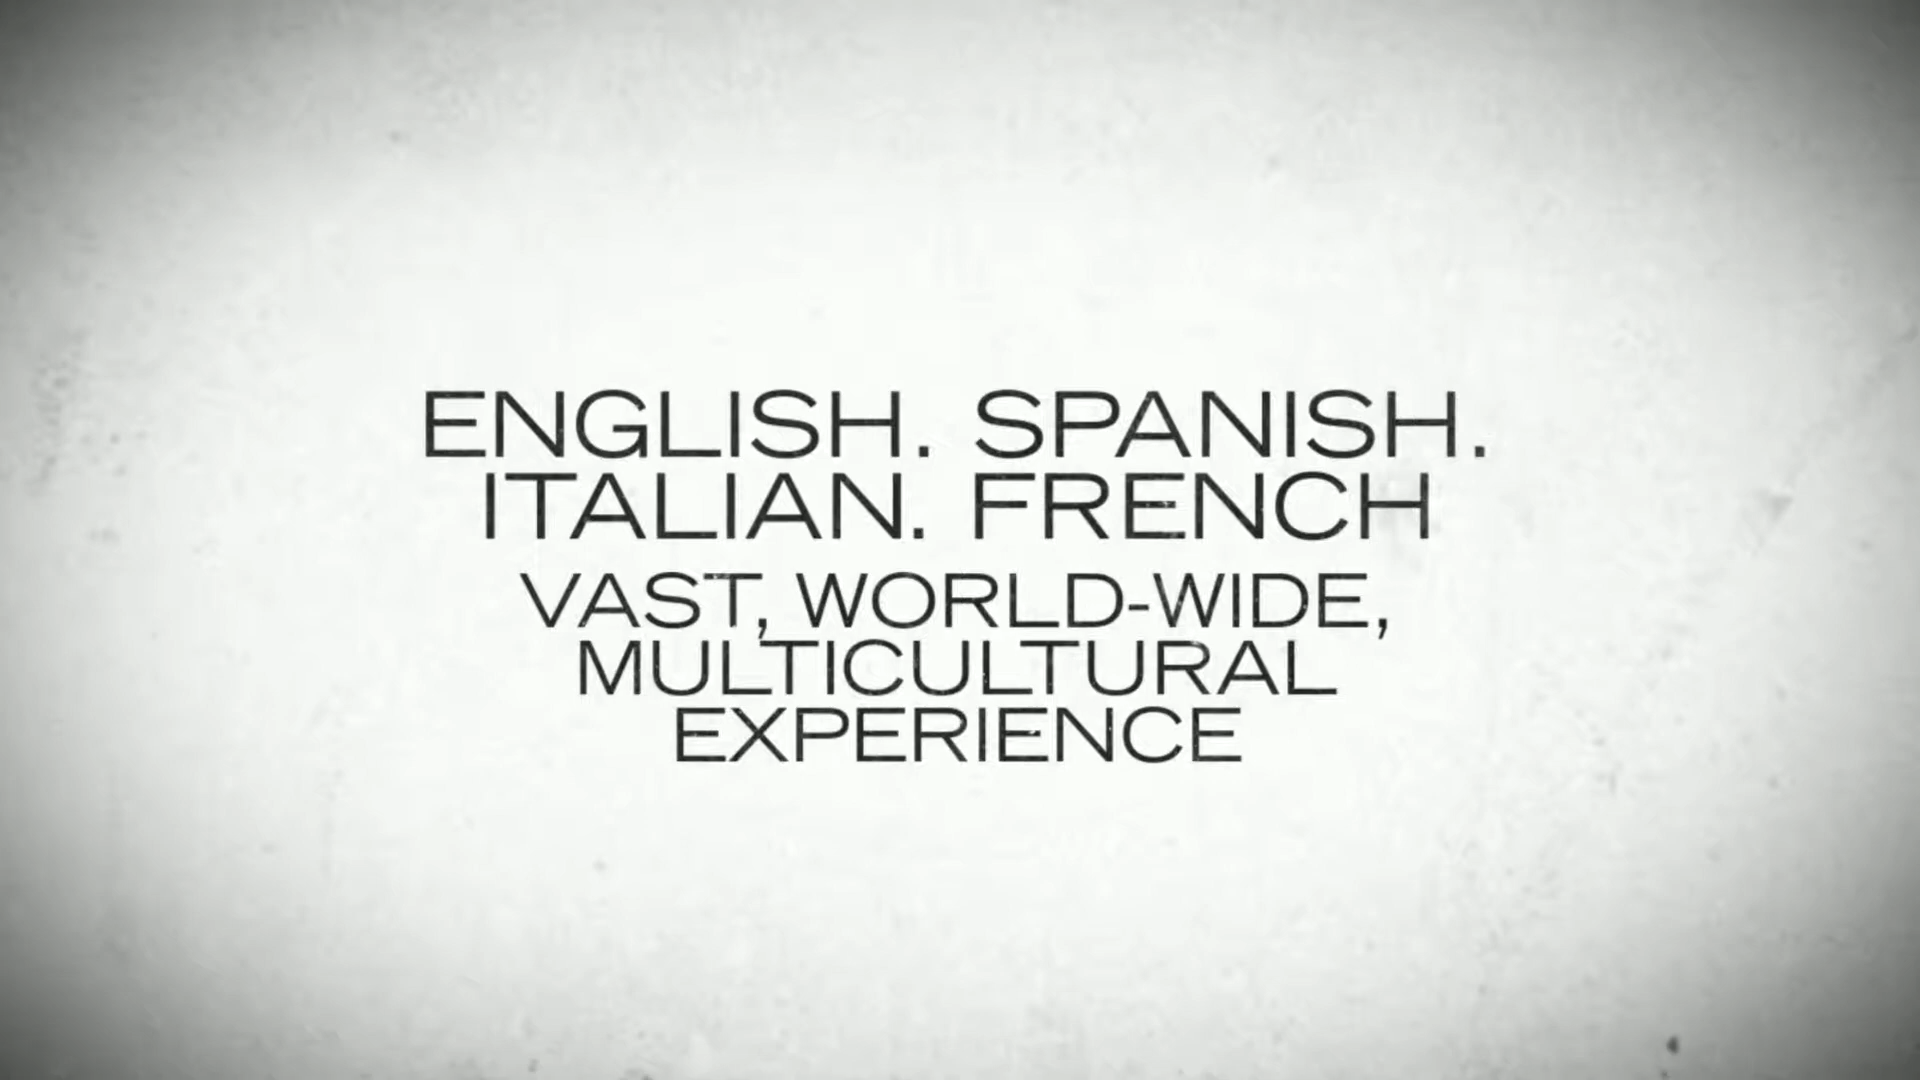 ENGLISH. SPANISH.
ITALIAN. FRENCH
VAST, WORLD-WIDE,
MULTICULTURAL
EXPERIENCE